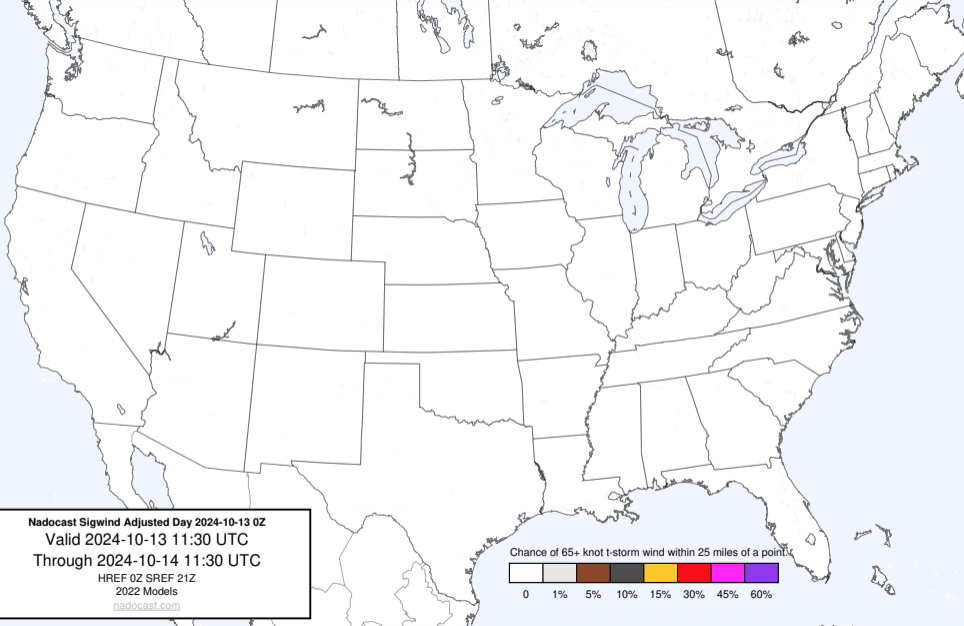 Nadocast Sigwind Adjusted Day 2024-10-13 0Z
Valid 2024-10-13 11:30 UTC
Through 2024-10-14 11:30 UTC
HREF 0Z SREF 21Z
2022 Models
nadocast.com
Chance of 65+ knot t-storm wind within 25 miles of a point.
0 1% 5% 10% 15% 30% 45% 60%